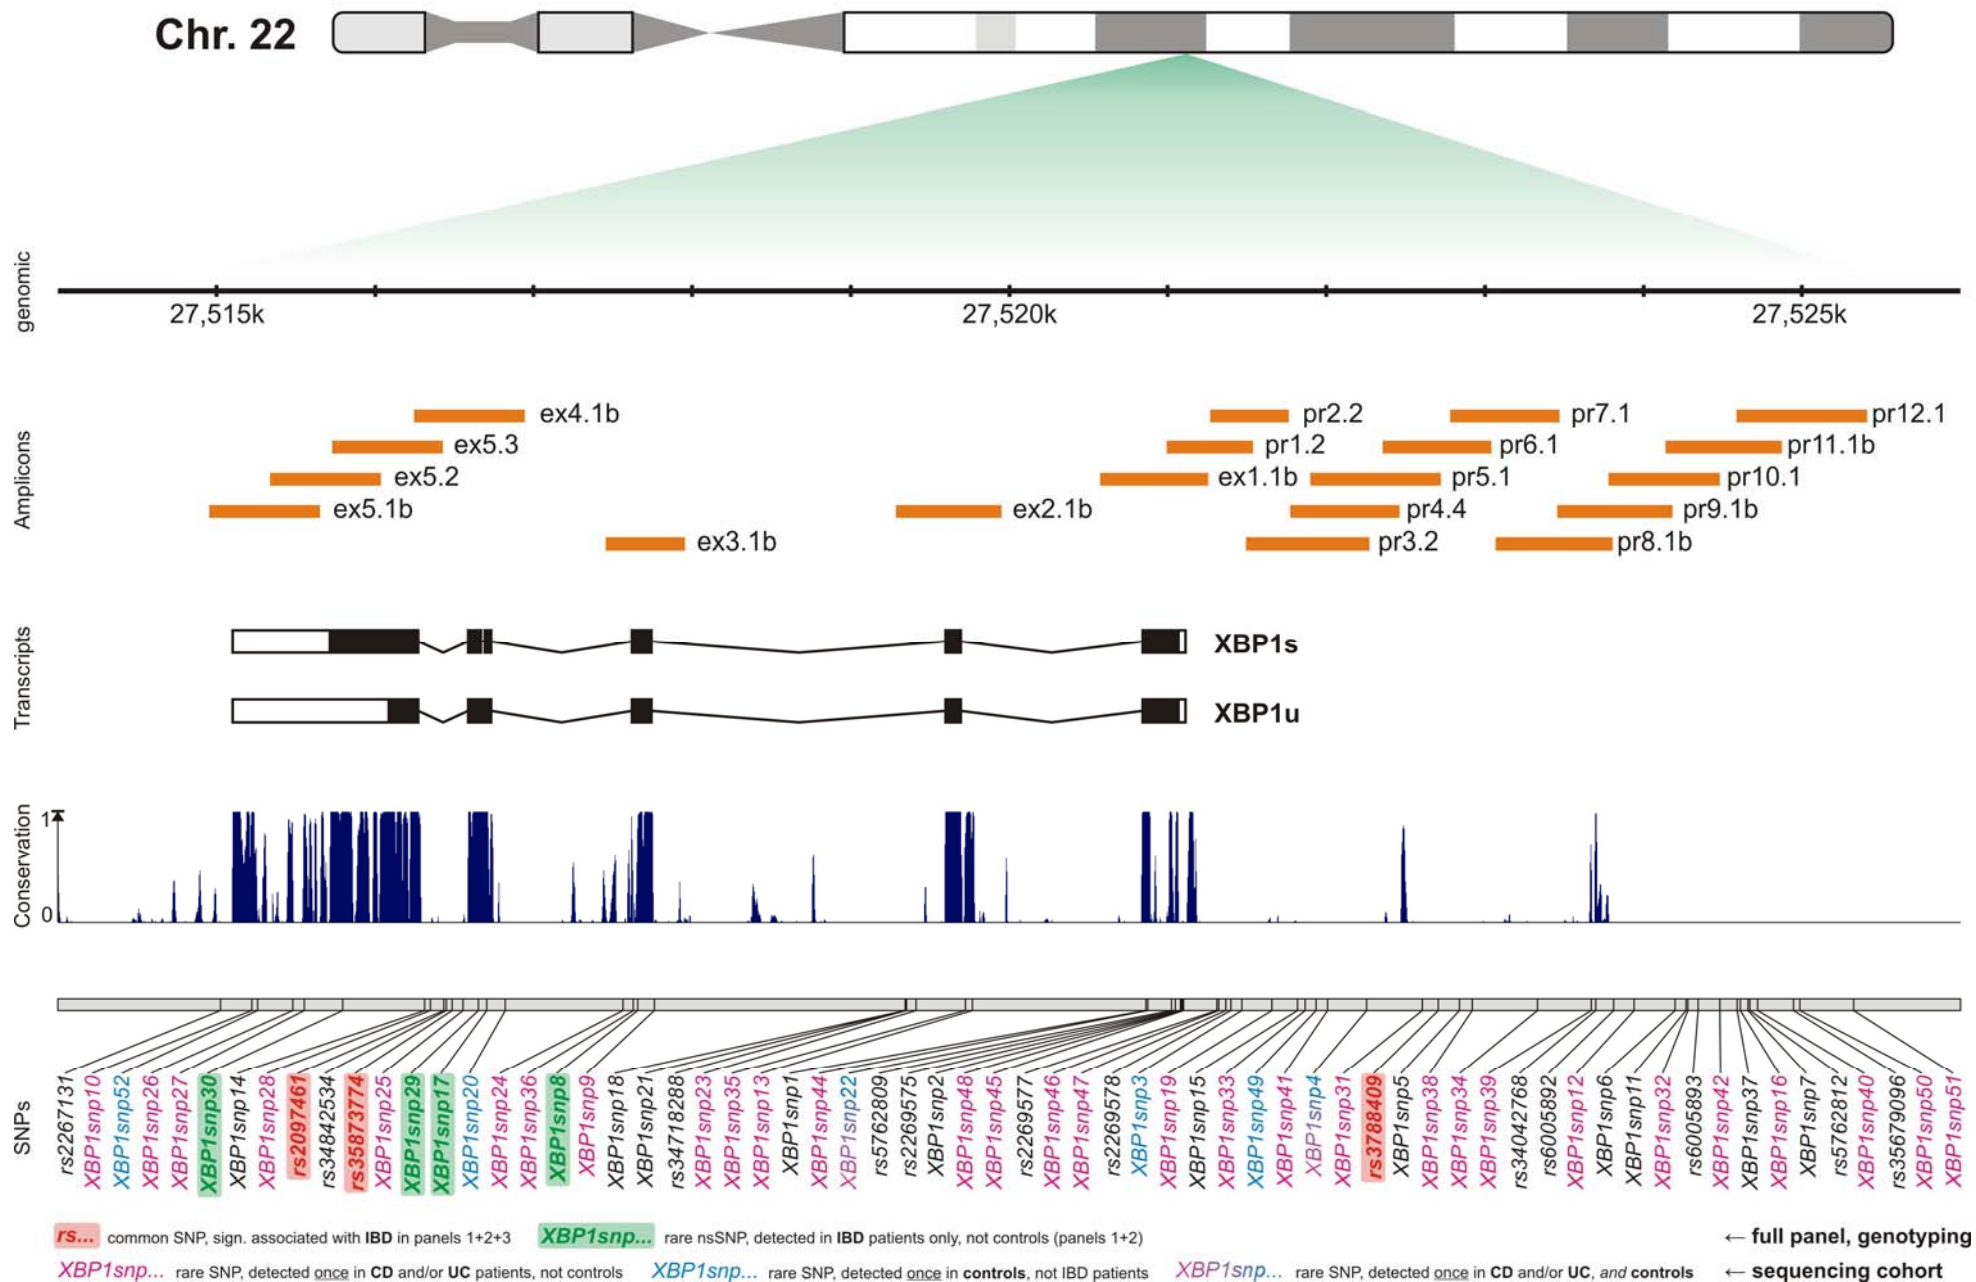 Chr. 22
genomic
27,515k 27,520k 27,525k
Amplicons
ex4.1b pr2.2 pr7.1 pr12.1
ex5.3 pr1.2 pr6.1 pr11.1b
ex5.2 ex1.1b pr5.1 pr10.1
ex5.1b ex2.1b pr4.4 pr9.1b
ex3.1b pr3.2 pr8.1b
Transcripts
XBP1s
XBP1u
Conservation
1
0
SNPs
rs2267131
XBP1snp10
XBP1snp52
XBP1snp26
XBP1snp27
XBP1snp30
XBP1snp14
XBP1snp28
rs2097461
rs34842534
rs35873774
XBP1snp25
XBP1snp29
XBP1snp17
XBP1snp20
XBP1snp24
XBP1snp36
XBP1snp8
XBP1snp9
XBP1snp18
XBP1snp21
rs34718288
XBP1snp23
XBP1snp35
XBP1snp13
XBP1snp1
XBP1snp44
XBP1snp22
rs5762809
rs2269575
XBP1snp2
XBP1snp48
XBP1snp45
rs2269577
XBP1snp46
XBP1snp47
rs2269578
XBP1snp3
XBP1snp19
XBP1snp15
XBP1snp33
XBP1snp49
XBP1snp41
XBP1snp4
XBP1snp31
rs3788409
XBP1snp5
XBP1snp38
XBP1snp34
XBP1snp39
rs34042768
rs6005892
XBP1snp12
XBP1snp6
XBP1snp11
XBP1snp32
rs6005893
XBP1snp42
XBP1snp37
XBP1snp16
XBP1snp7
rs5762812
XBP1snp40
rs35679096
XBP1snp50
XBP1snp51
rs... common SNP, sign. associated with IBD in panels 1+2+3 XBP1snp... rare nsSNP, detected in IBD patients only, not controls (panels 1+2) ← full panel, genotyping
XBP1snp... rare SNP, detected once in CD and/or UC patients, not controls XBP1snp... rare SNP, detected once in controls, not IBD patients XBP1snp... rare SNP, detected once in CD and/or UC, and controls ← sequencing cohort